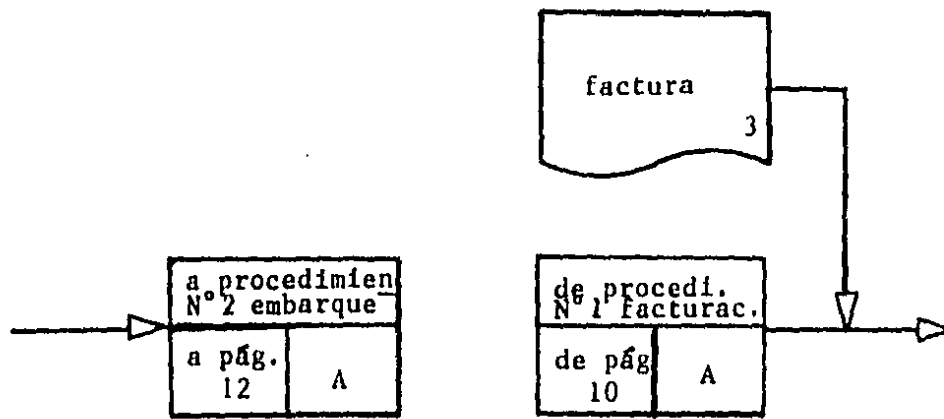 factura
3
a procedimien
N°2 embarque
a pág.
12
A
de procedi.
N°1 facturac.
de pág
10
A